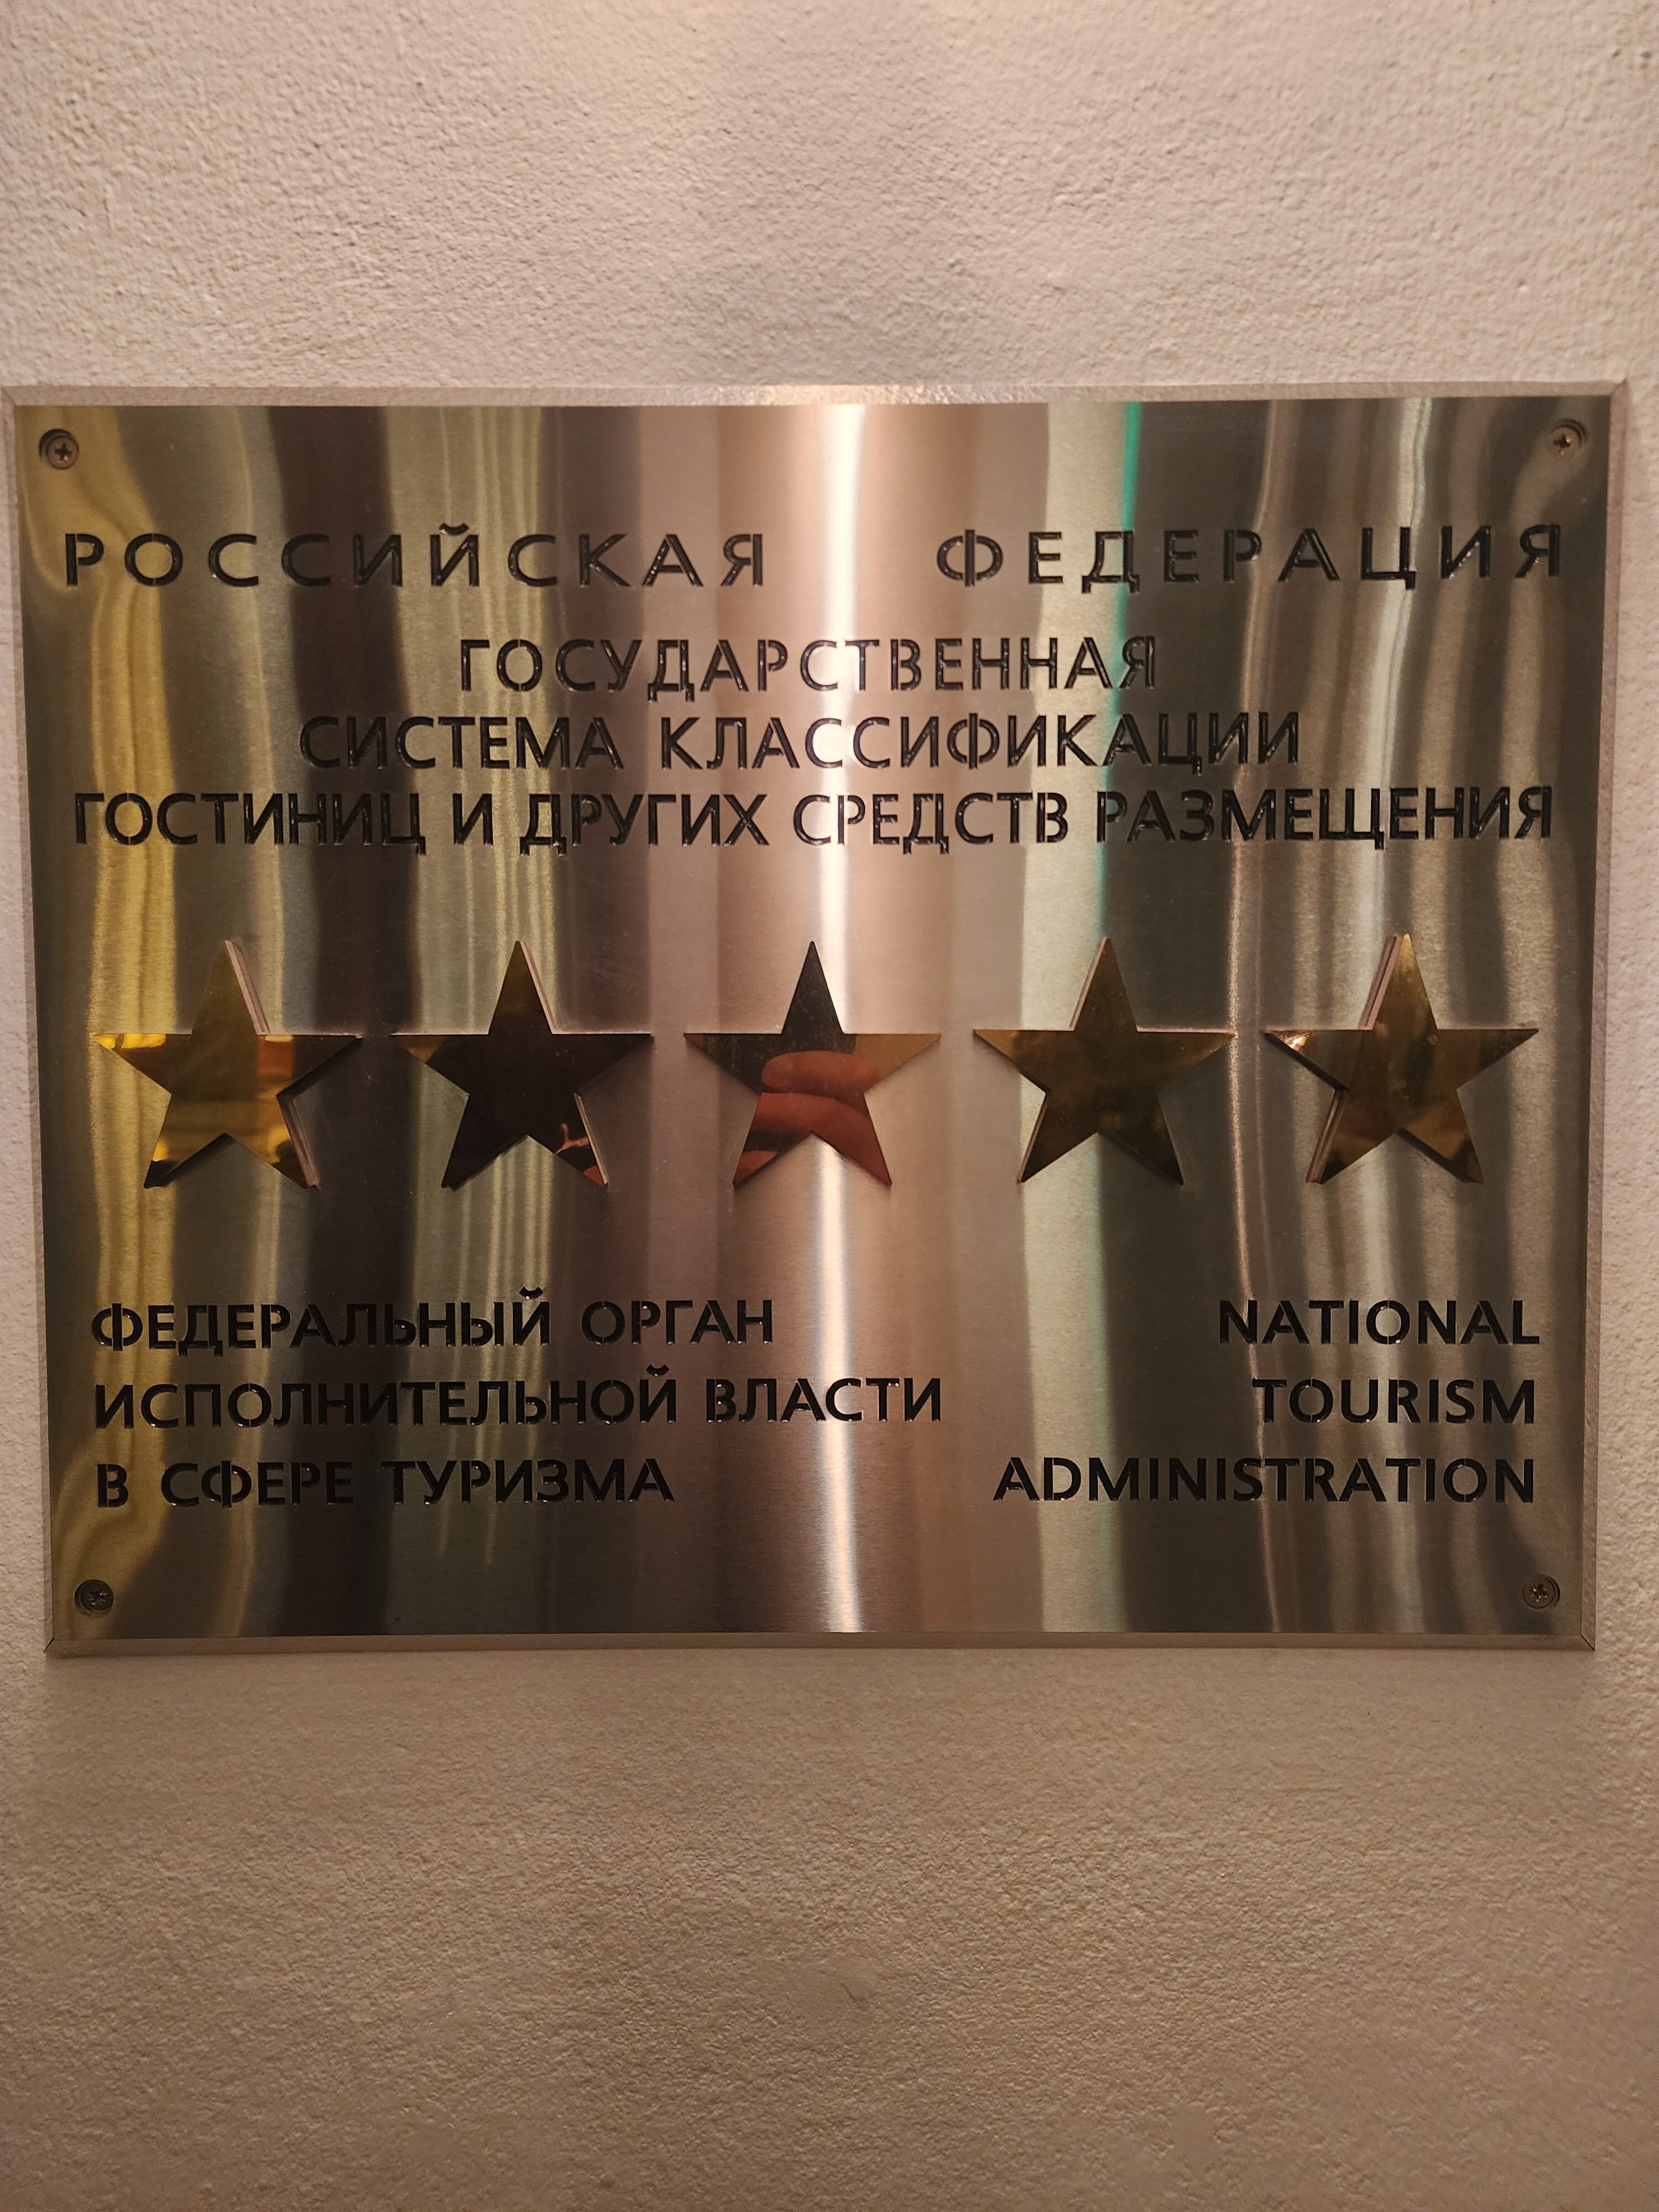 РОССИЙСКАЯ ФЕДЕРАЦИЯ
ГОСУДАРСТВЕННАЯ
СИСТЕМА КЛАССИФИКАЦИИ
ГОСТИНИЦ И ДРУГИХ СРЕДСТВ РАЗМЕЩЕНИЯ
ФЕДЕРАЛЬНЫЙ ОРГАН
ИСПОЛНИТЕЛЬНОЙ ВЛАСТИ
В СФЕРЕ ТУРИЗМА
NATIONAL
TOURISM
ADMINISTRATION